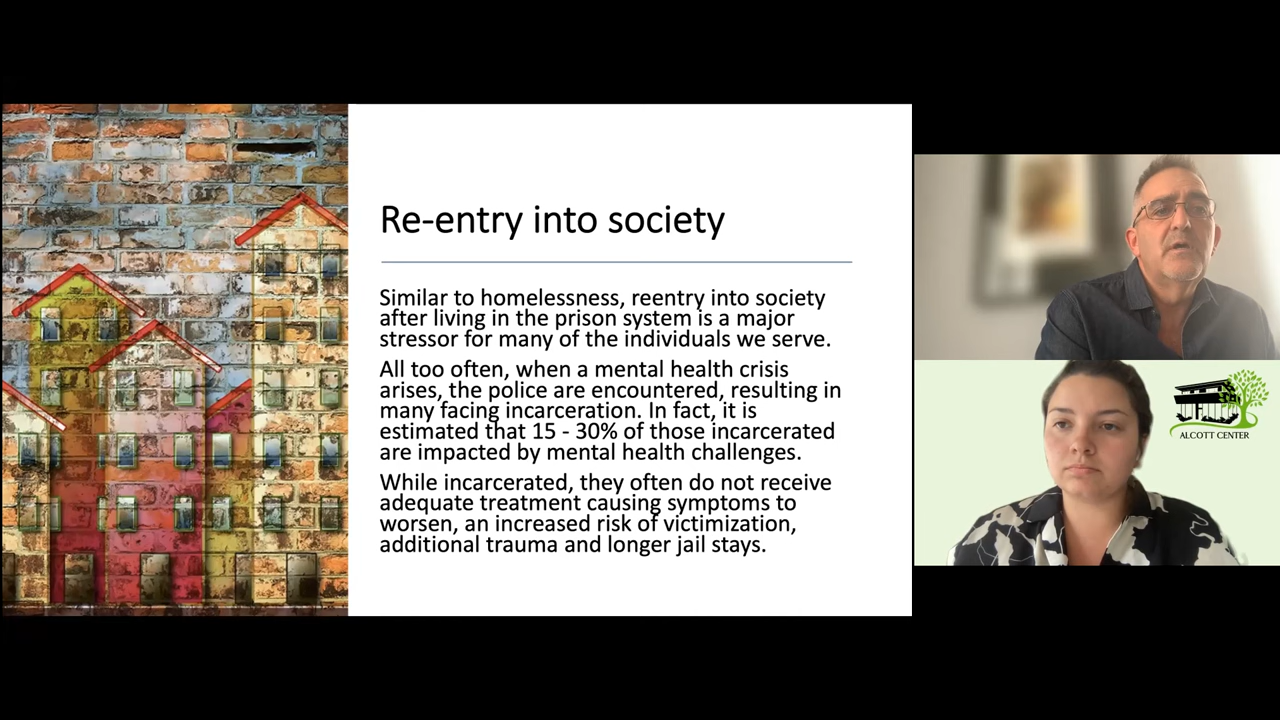 Re-entry into society
Similar to homelessness, reentry into society
after living in the prison system is a major
stressor for many of the individuals we serve.
All too often, when a mental health crisis
arises, the police are encountered, resulting in
many facing incarceration. In fact, it is
estimated that 15 - 30% of those incarcerated
are impacted by mental health challenges.
While incarcerated, they often do not receive
adequate treatment causing symptoms to
worsen, an increased risk of victimization,
additional trauma and longer jail stays.
ALCOTT CENTER